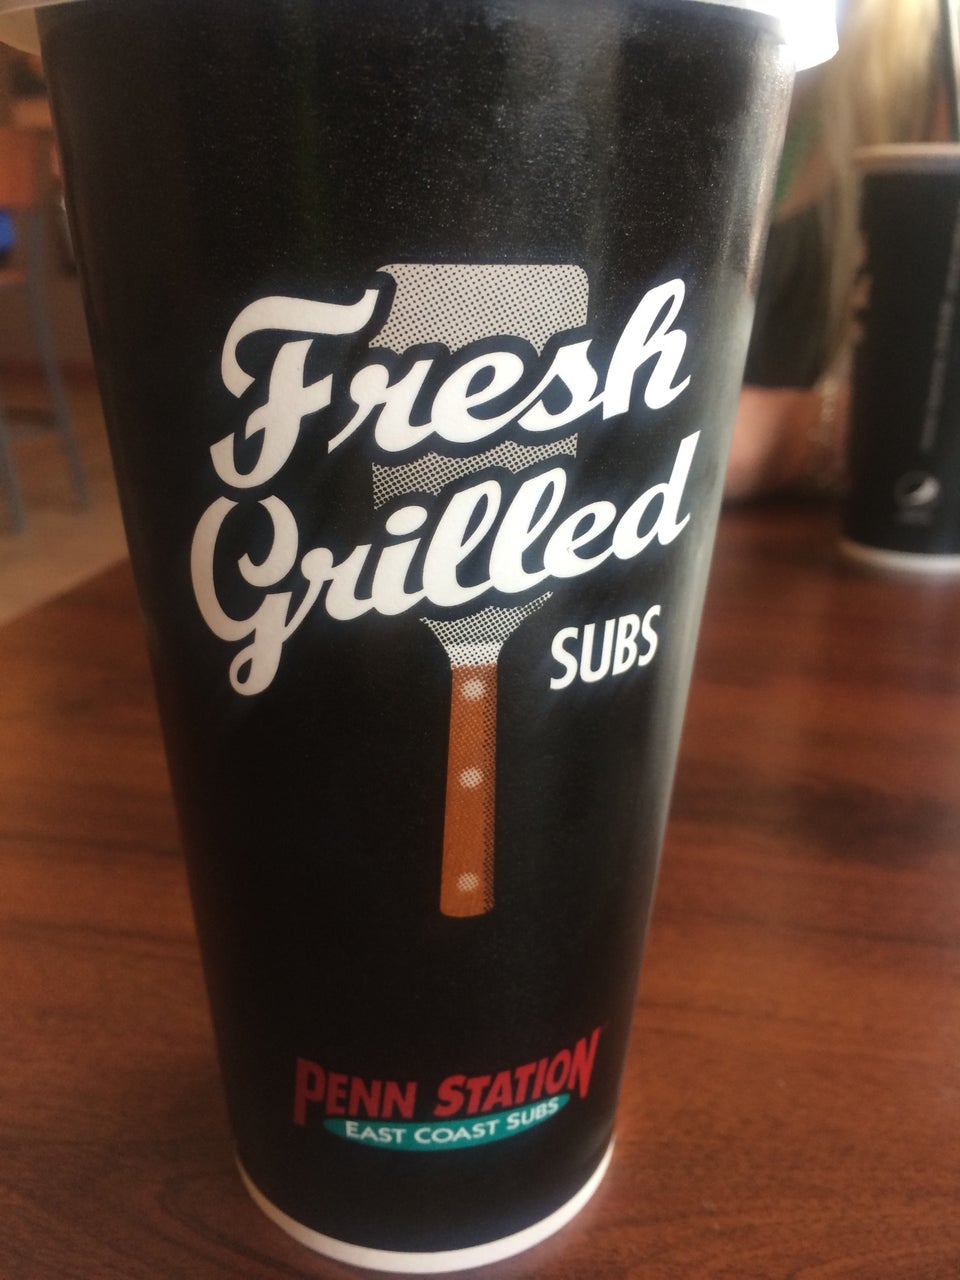 Fresh
Grilled
SUBS
PENN STATION
EAST COAST SUBS